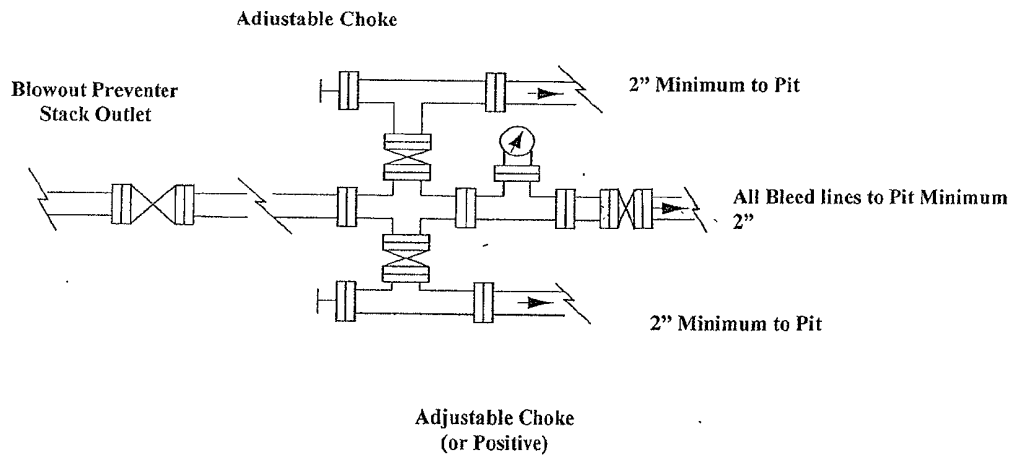 Adjustable Choke
Blowout Preventer
Stack Outlet
2” Minimum to Pit
All Bleed lines to Pit Minimum
2”
2” Minimum to Pit
Adjustable Choke
(or Positive)